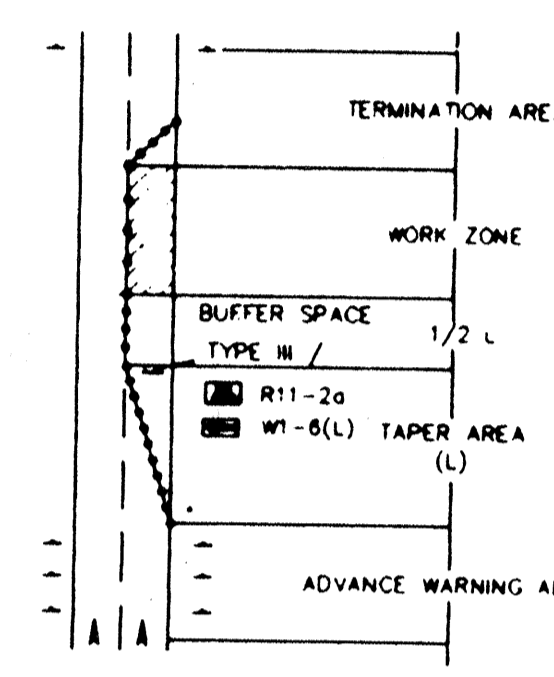 TERMINATION ARE
WORK ZONE
BUFFER SPACE
1/2 L
TYPE III
R11-2a
W1-6(L)
TAPER AREA
(L)
ADVANCE WARNING A